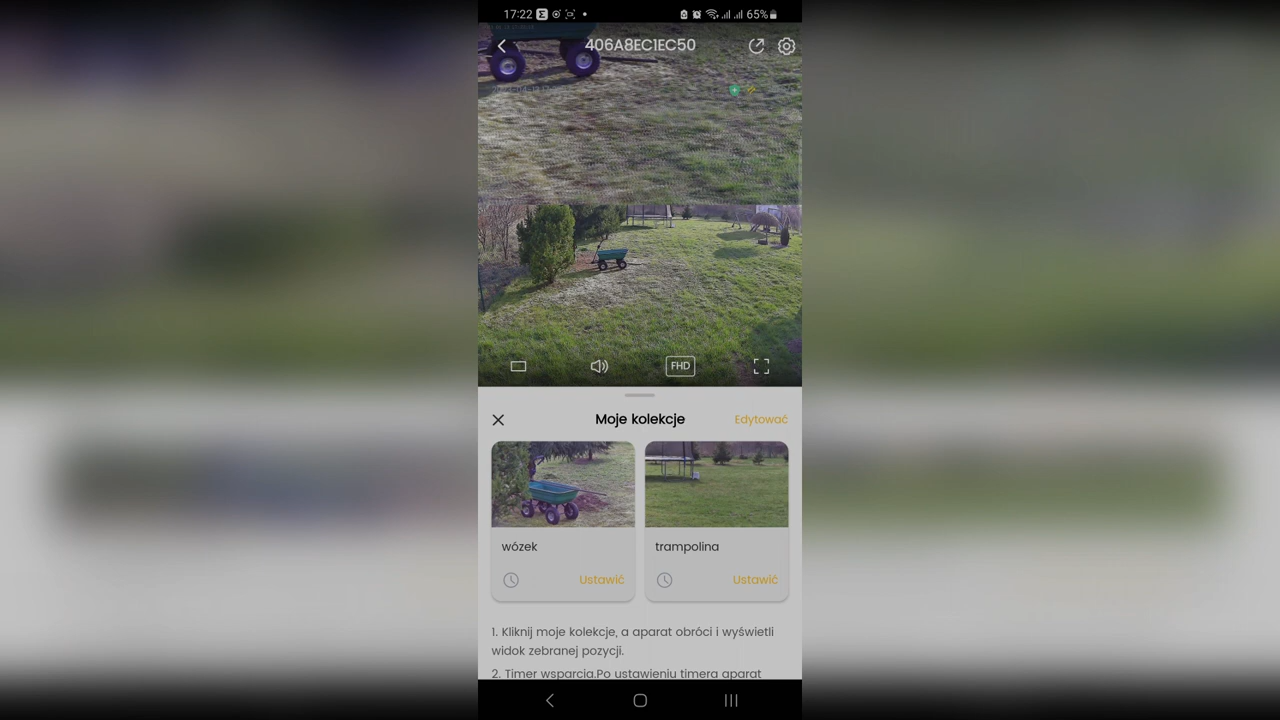 17:22
65%
406A8EC1EC50
FHD
Moje kolekcje
Edytować
wózek
trampolina
Ustawić
Ustawić
1. Kliknij moje kolekcje, a aparat obróci i wyświetli
widok zebranej pozycji.
2. Timer wsparcia.Po ustawieniu timera aparat